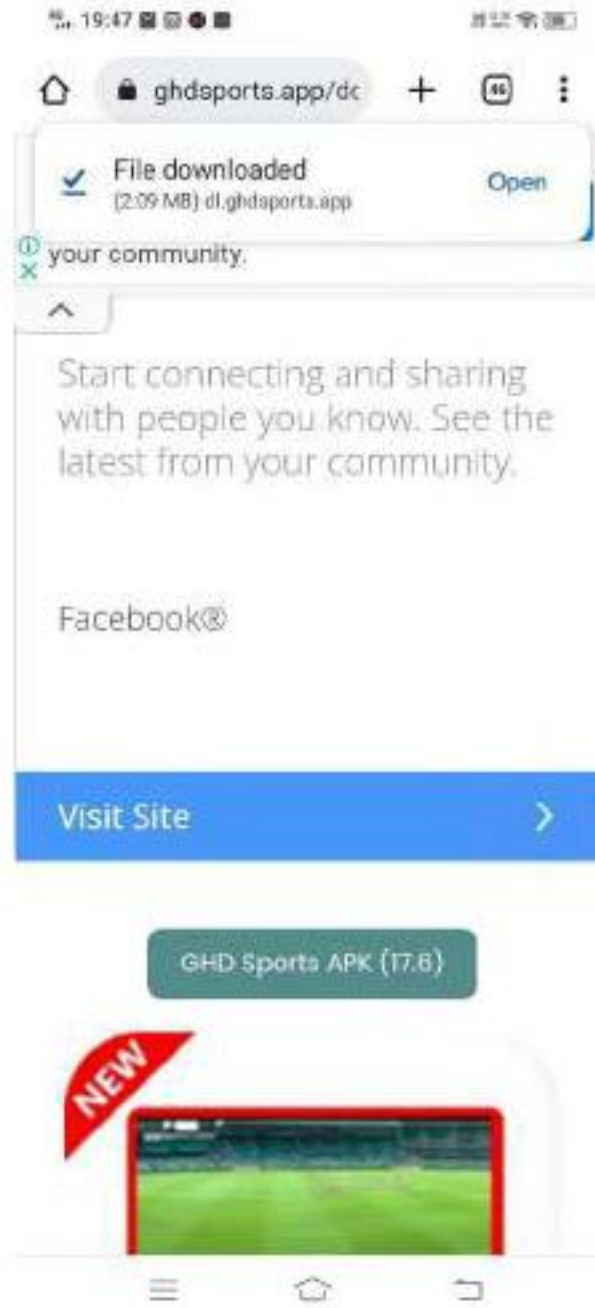 19:47
ghdsports.app/dc
46
File downloaded
Open
(2.09 MB) dl.ghdsports.app
your community.
Start connecting and sharing
with people you know. See the
latest from your community.
Facebook®
Visit Site
GHD Sports APK (17.6)
NEW